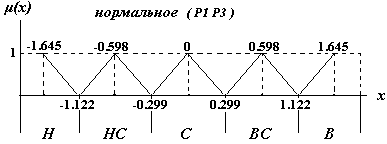 μ(x)
нормальное ( P1 P3 )
-1.645 -0.598 0 0.598 1.645
1
-1.122 -0.299 0.299 1.122 x
Н НС С ВС В